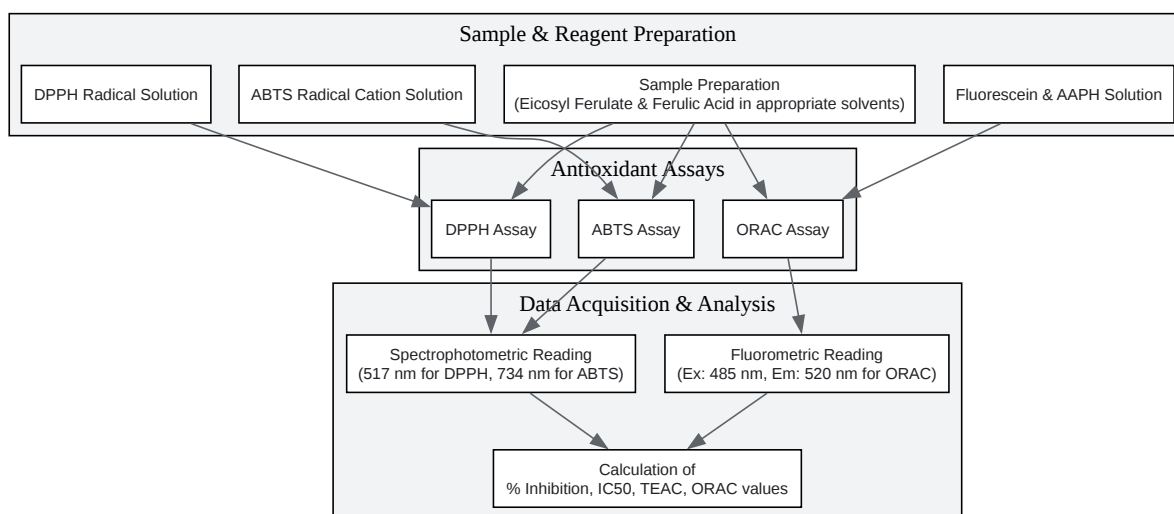 Sample & Reagent Preparation
DPPH Radical Solution
ABTS Radical Cation Solution
Sample Preparation
(Eicosyl Ferulate & Ferulic Acid in appropriate solvents)
Fluorescein & AAPH Solution
Antioxidant Assays
DPPH Assay
ABTS Assay
ORAC Assay
Data Acquisition & Analysis
Spectrophotometric Reading
(517 nm for DPPH, 734 nm for ABTS)
Fluorometric Reading
(Ex: 485 nm, Em: 520 nm for ORAC)
Calculation of
% Inhibition, IC50, TEAC, ORAC values